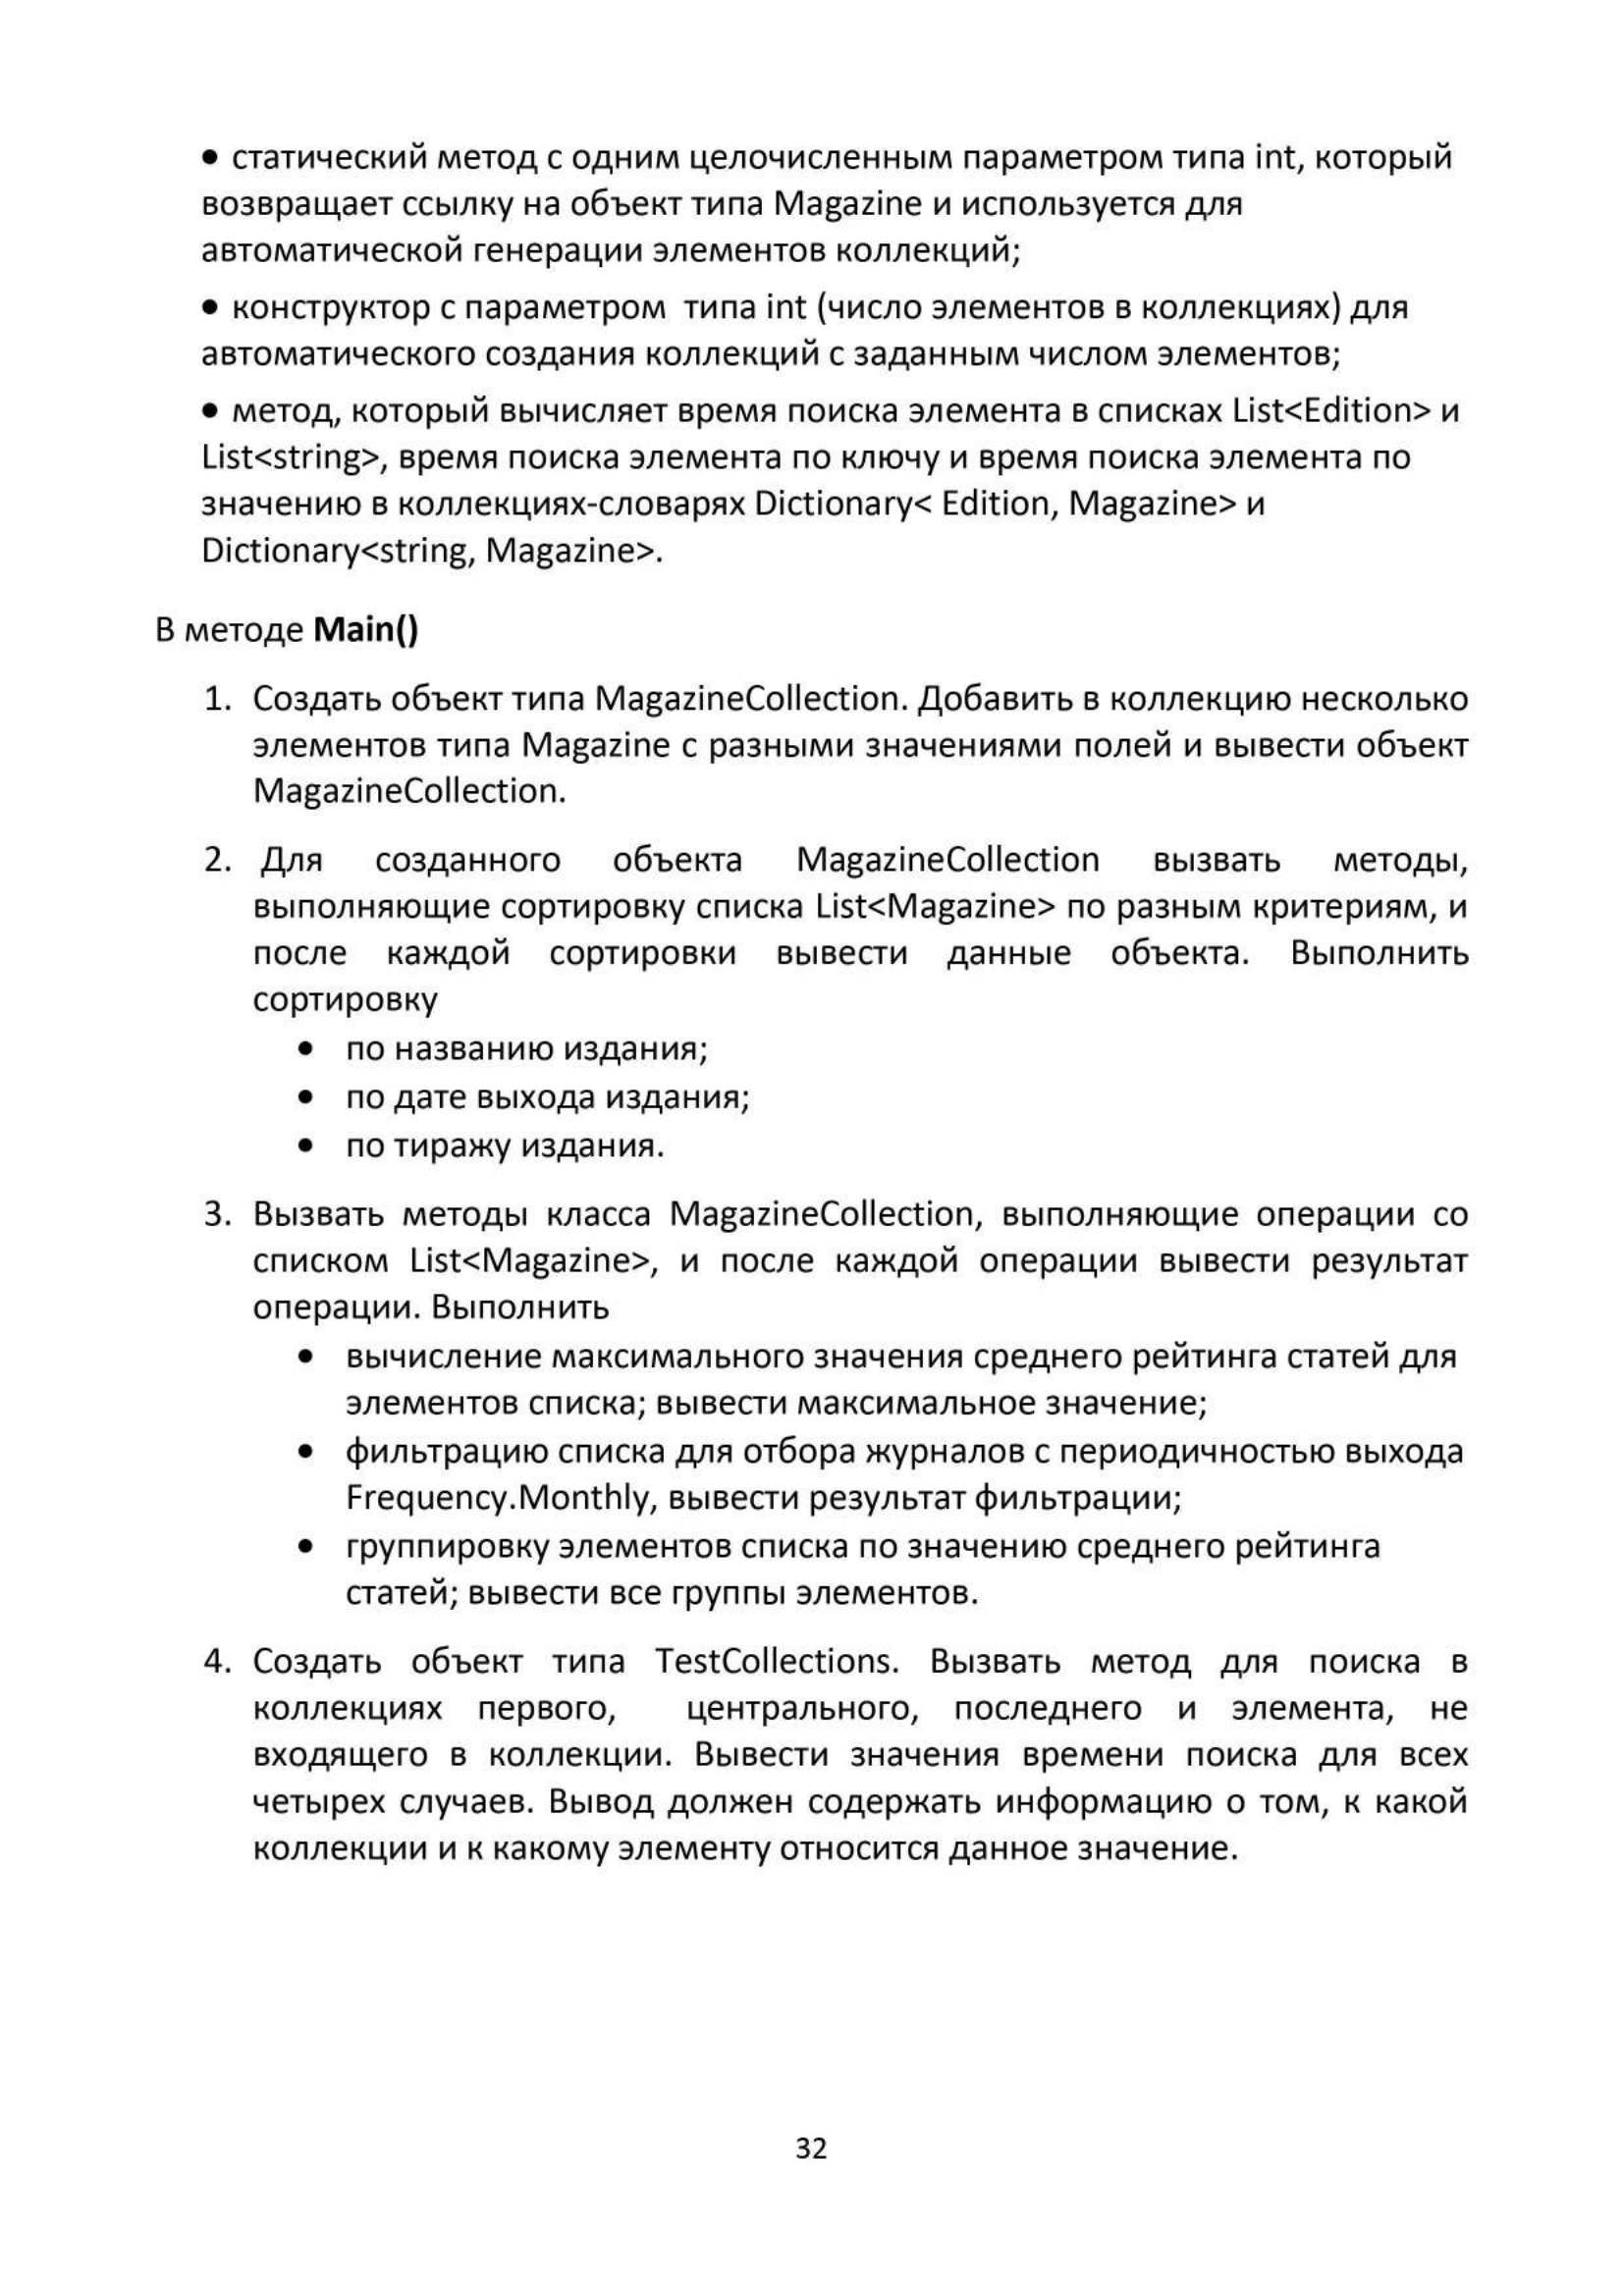 • статический метод с одним целочисленным параметром типа int, который
возвращает ссылку на объект типа Magazine и используется для
автоматической генерации элементов коллекций;
• конструктор с параметром типа int (число элементов в коллекциях) для
автоматического создания коллекций с заданным числом элементов;
• метод, который вычисляет время поиска элемента в списках List<Edition> и
List<string>, время поиска элемента по ключу и время поиска элемента по
значению в коллекциях-словарях Dictionary< Edition, Magazine> и
Dictionary<string, Magazine>.
В методе Main()
1. Создать объект типа MagazineCollection. Добавить в коллекцию несколько
элементов типа Magazine с разными значениями полей и вывести объект
MagazineCollection.
2. Для созданного объекта MagazineCollection вызвать методы,
выполняющие сортировку списка List<Magazine> по разным критериям, и
после каждой сортировки вывести данные объекта. Выполнить
сортировку
• по названию издания;
• по дате выхода издания;
• по тиражу издания.
3. Вызвать методы класса MagazineCollection, выполняющие операции со
списком List<Magazine>, и после каждой операции вывести результат
операции. Выполнить
• вычисление максимального значения среднего рейтинга статей для
элементов списка; вывести максимальное значение;
• фильтрацию списка для отбора журналов с периодичностью выхода
Frequency.Monthly, вывести результат фильтрации;
• группировку элементов списка по значению среднего рейтинга
статей; вывести все группы элементов.
4. Создать объект типа TestCollections. Вызвать метод для поиска в
коллекциях первого, центрального, последнего и элемента, не
входящего в коллекции. Вывести значения времени поиска для всех
четырех случаев. Вывод должен содержать информацию о том, к какой
коллекции и к какому элементу относится данное значение.
32